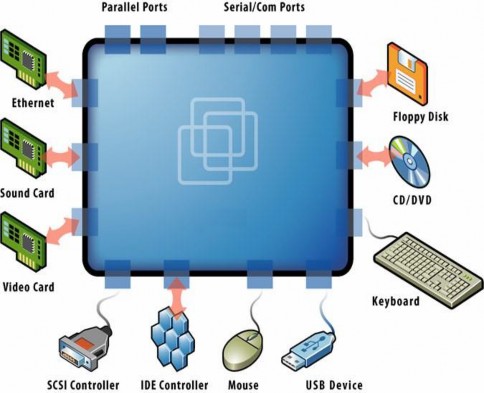 Parallel Ports
Serial/Com Ports
Ethernet
Floppy Disk
Sound Card
CD/DVD
Video Card
Keyboard
SCSI Controller
IDE Controller
Mouse
USB Device